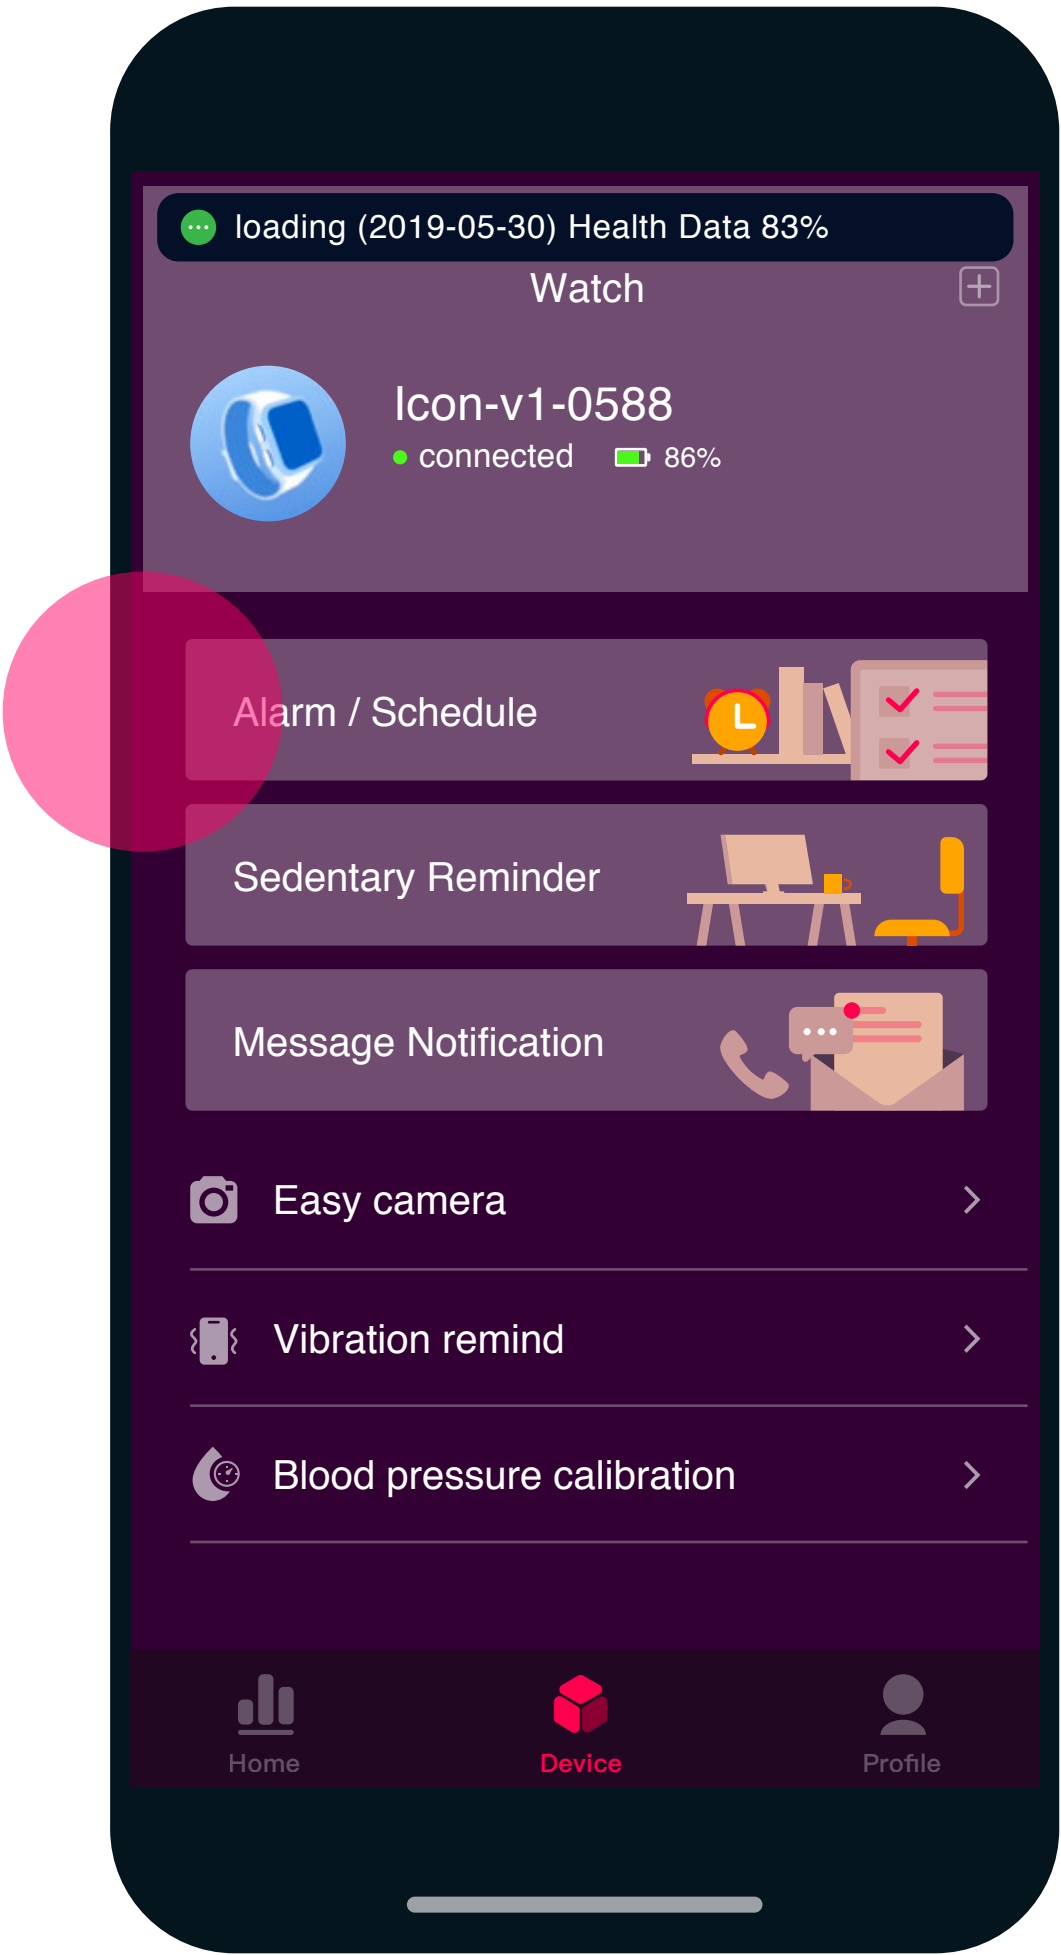 loading (2019-05-30) Health Data 83%
Watch
Icon-v1-0588
connected 86%
Alarm / Schedule
Sedentary Reminder
Message Notification
Easy camera
Vibration remind
Blood pressure calibration
Home Device Profile